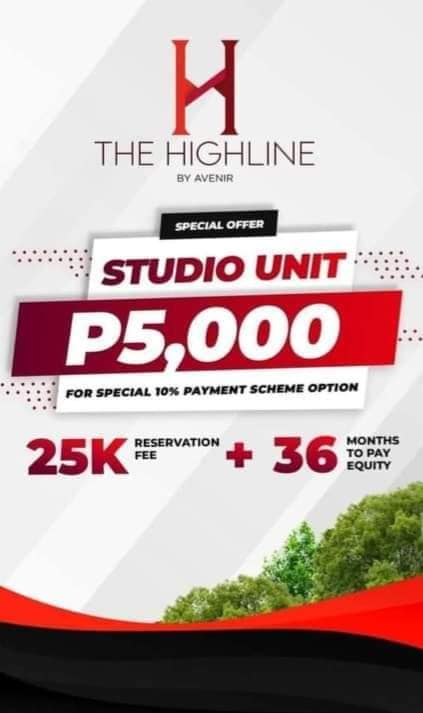 H
THE HIGHLINE
BY AVENIR
SPECIAL OFFER
STUDIO UNIT
P5,000
FOR SPECIAL 10% PAYMENT SCHEME OPTION
25K RESERVATION
FEE
+ 36 MONTHS
TO PAY
EQUITY